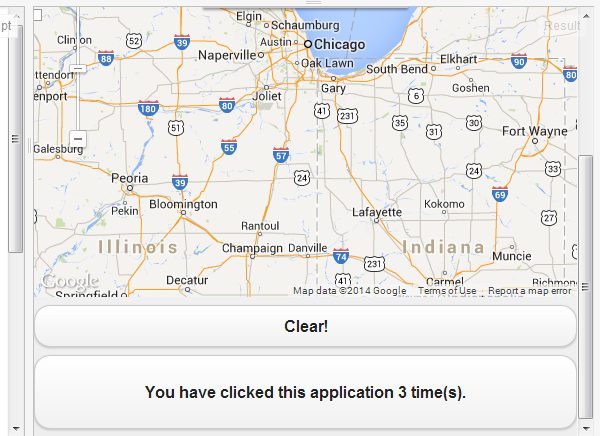 Elgin
Schaumburg
pt
Result
Clinton
52
39
Austin
Chicago
88
Naperville
Oak Lawn
Elkhart
90
South Bend
80
Gary
Goshen
Joliet
6
180
80
41
231
51
35
31
30
Fort Wayne
55
57
Galesburg
24
24
33
Peoria
39
69
Pekin
Bloomington
Lafayette
Kokomo
27
Rantoul
Illinois
Champaign
Danville
Indiana
74
Muncie
231
Decatur
41
Carmel
Google
Springfield
Map data ©2014 Google
Terms of Use
Report a map error
Clear!
You have clicked this application 3 time(s).